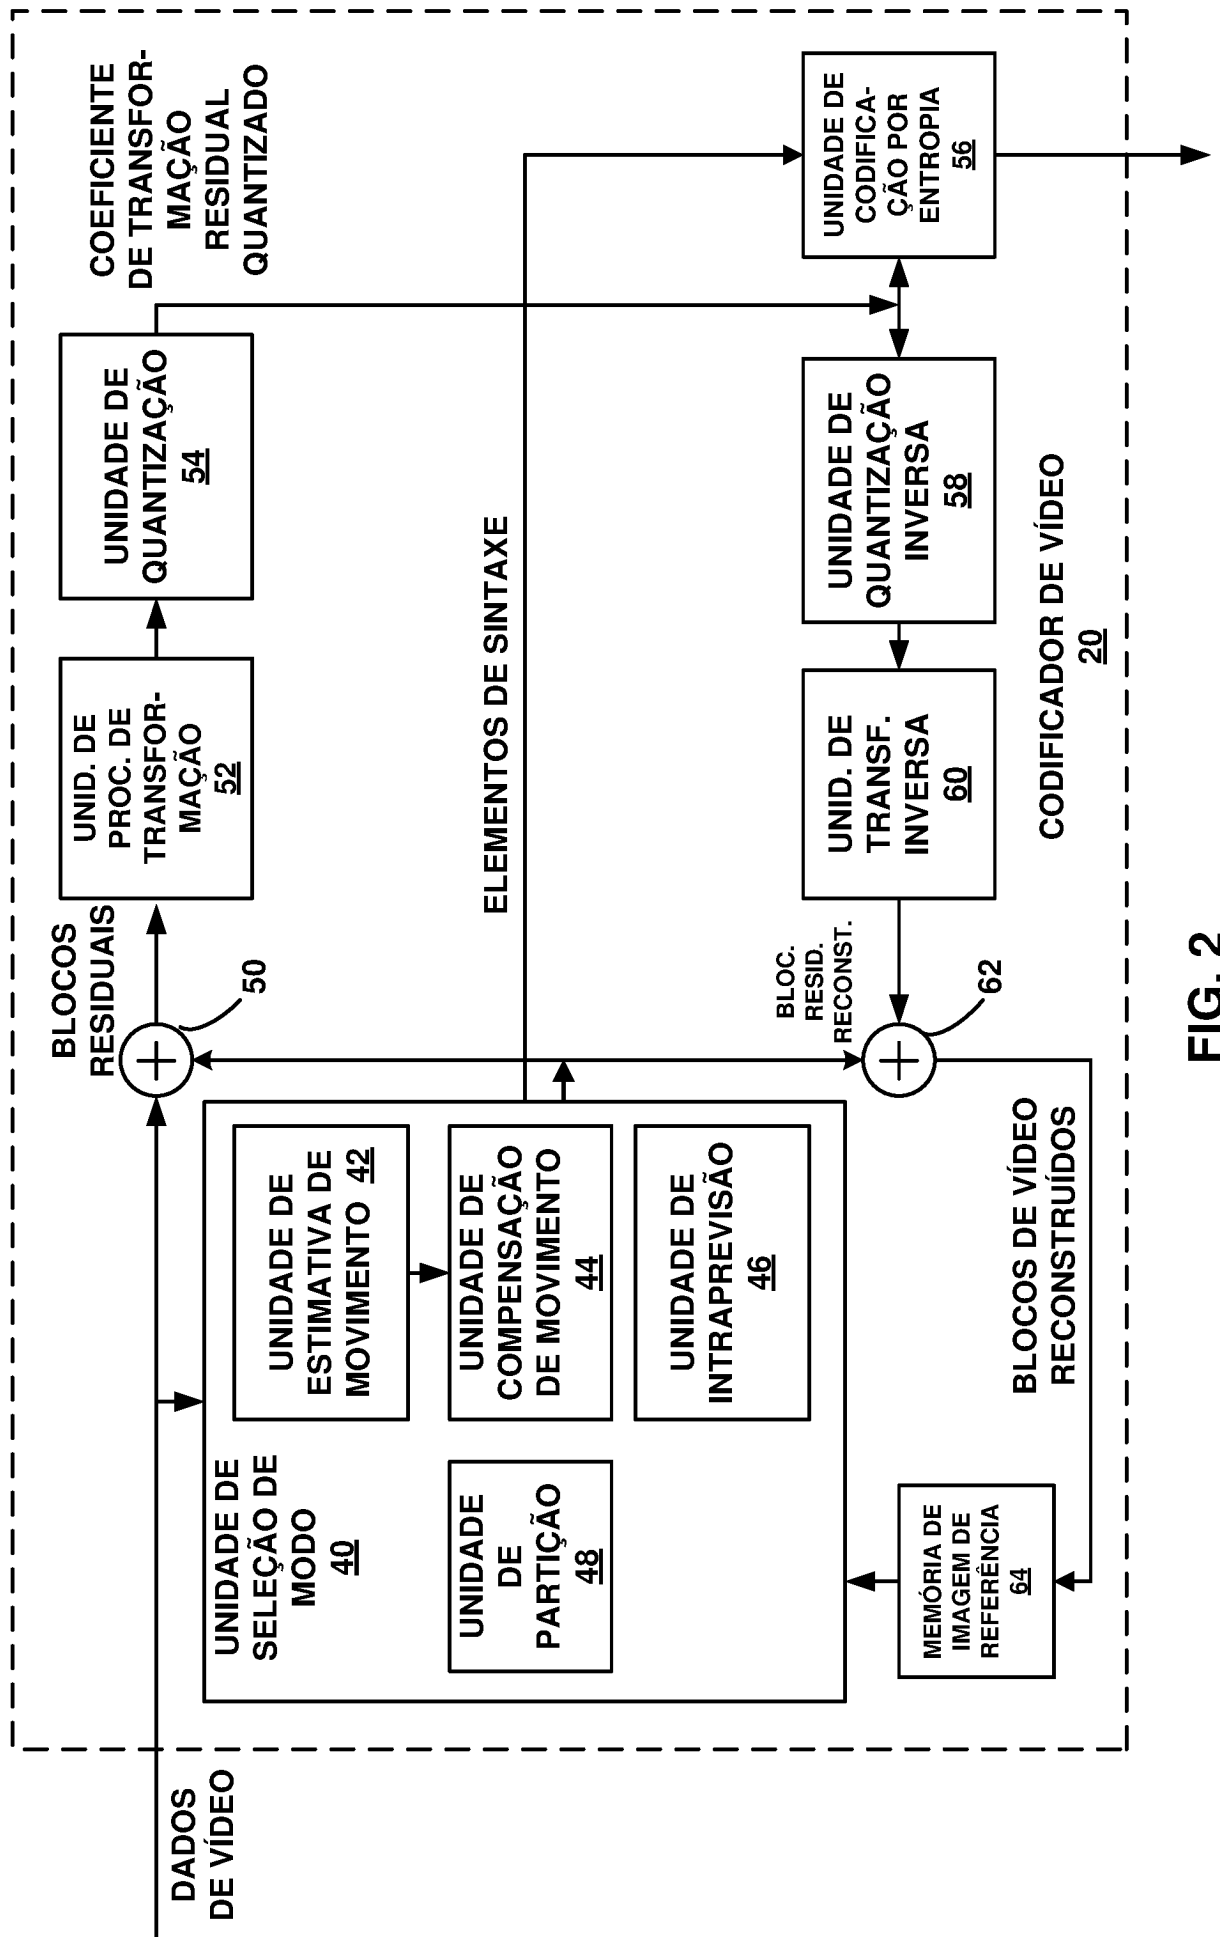 DADOS
DE VÍDEO
UNIDADE DE
SELEÇÃO DE
MODO
40
UNIDADE DE
ESTIMATIVA DE
MOVIMENTO 42
UNIDADE DE
COMPENSAÇÃO
DE MOVIMENTO
44
UNIDADE DE
INTRAPREVISÃO
46
UNIDADE
DE
PARTIÇÃO
48
MEMÓRIA DE
IMAGEM DE
REFERÊNCIA
64
BLOCOS
RESIDUAIS
50
UNID. DE
PROC. DE
TRANSFOR-
MAÇÃO
52
UNIDADE DE
QUANTIZAÇÃO
54
COEFICIENTE
DE TRANSFOR-
MAÇÃO
RESIDUAL
QUANTIZADO
ELEMENTOS DE SINTAXE
UNIDADE DE
CODIFICA-
ÇÃO POR
ENTROPIA
56
UNIDADE DE
QUANTIZAÇÃO
INVERSA
58
UNID. DE
TRANSF.
INVERSA
60
BLOC.
RESID.
RECONST.
62
BLOCOS DE VÍDEO
RECONSTRUÍDOS
CODIFICADOR DE VÍDEO
20
FIG. 2